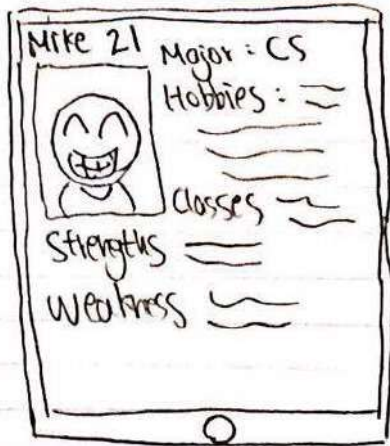 Mike 21
Major : CS
Hobbies :
Classes
Strengths
Weakness